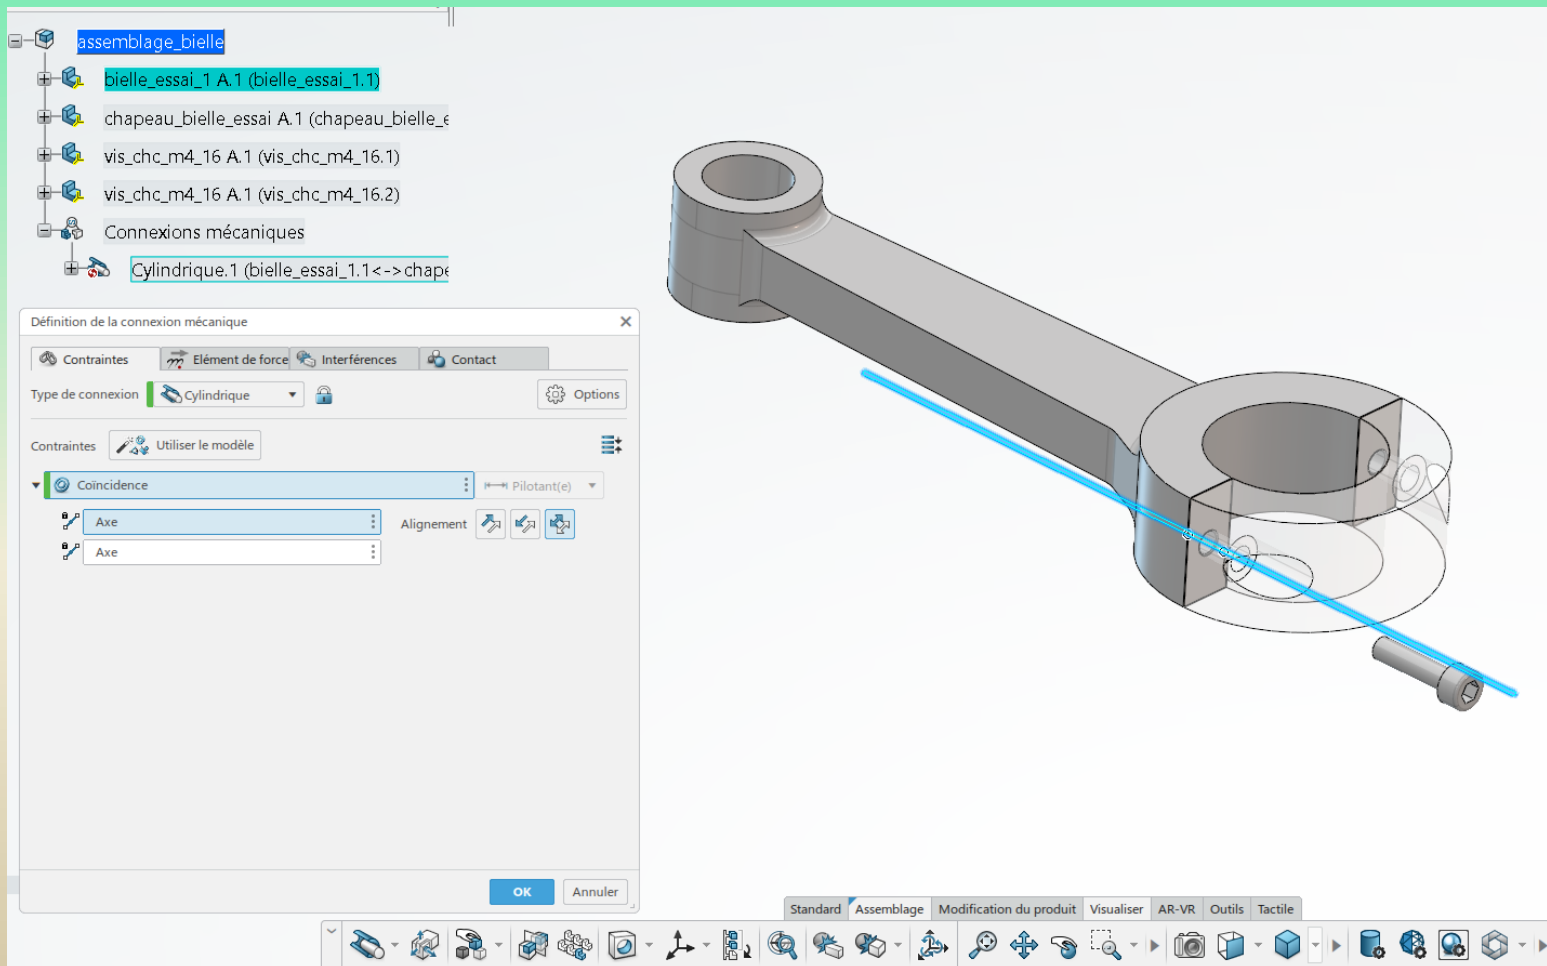 assemblage_bielle
bielle_essai_1 A.1 (bielle_essai_1.1)
chapeau_bielle_essai A.1 (chapeau_bielle_e
vis_chc_m4_16 A.1 (vis_chc_m4_16.1)
vis_chc_m4_16 A.1 (vis_chc_m4_16.2)
Connexions mécaniques
Cylindrique.1 (bielle_essai_1.1<->chape
Définition de la connexion mécanique
Contraintes Elément de force Interférences Contact
Type de connexion Cylindrique Options
Contraintes Utiliser le modèle
Coïncidence Pilotant(e)
Axe Alignement
Axe
OK Annuler
Standard Assemblage Modification du produit Visualiser AR-VR Outils Tactile